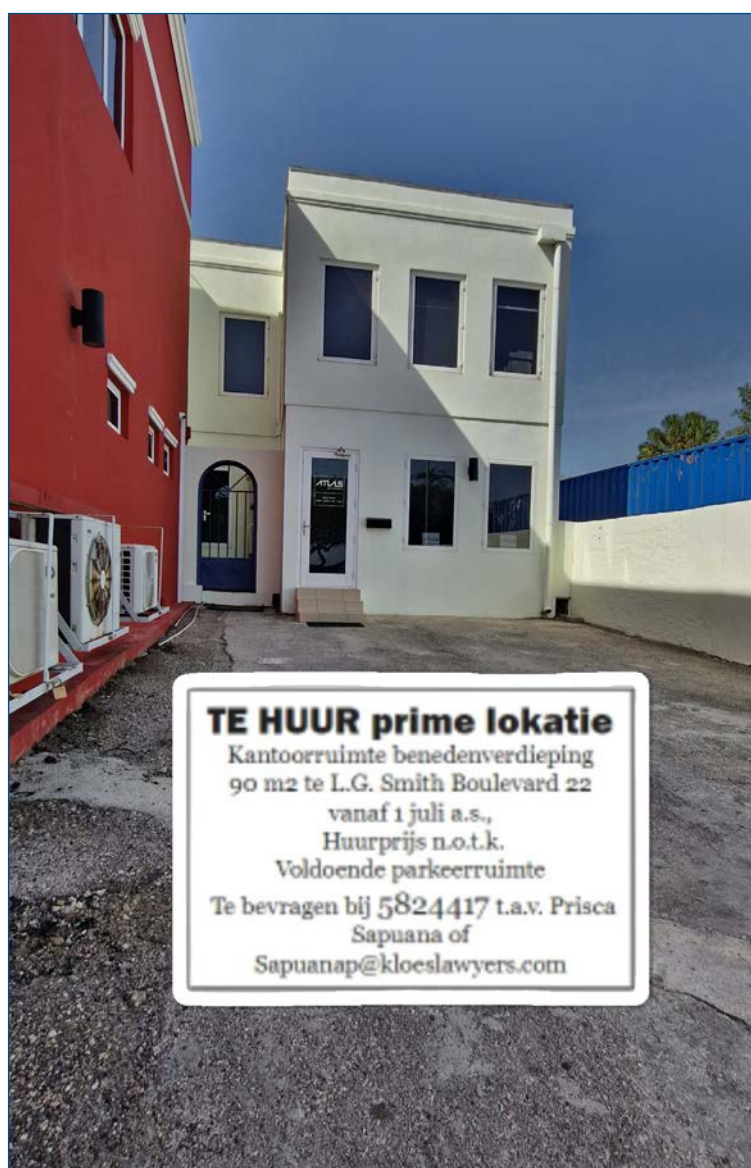 ATLAS
TE HUUR prime lokatie
Kantoorruimte benedenverdieping
90 m2 te L.G. Smith Boulevard 22
vanaf 1 juli a.s.,
Huurprijs n.o.t.k.
Voldoende parkeerruimte
Te bevragen bij 5824417 t.a.v. Prisca
Sapuana of
Sapuanap@kloeslawyers.com